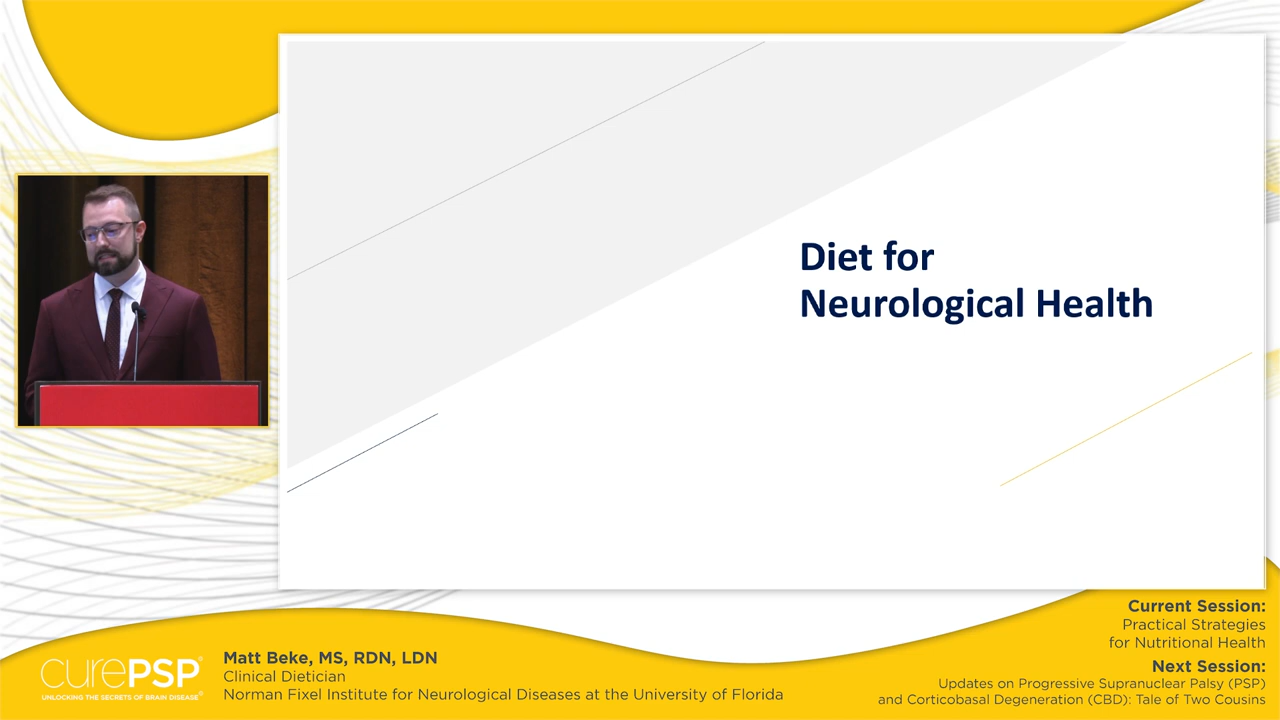 Diet for
Neurological Health
curePSP
UNLOCKING THE SECRETS OF BRAIN DISEASE®
Matt Beke, MS, RDN, LDN
Clinical Dietician
Norman Fixel Institute for Neurological Diseases at the University of Florida
Current Session:
Practical Strategies
for Nutritional Health
Next Session:
Updates on Progressive Supranuclear Palsy (PSP)
and Corticobasal Degeneration (CBD): Tale of Two Cousins